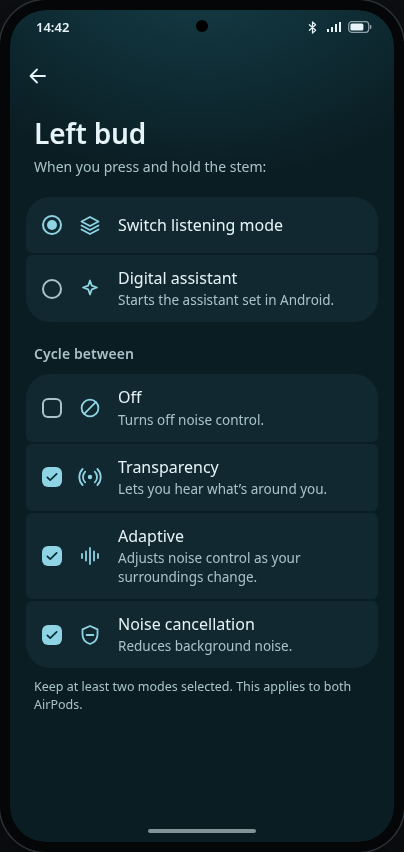 14:42
Left bud
When you press and hold the stem:
Switch listening mode
Digital assistant
Starts the assistant set in Android.
Cycle between
Off
Turns off noise control.
Transparency
Lets you hear what’s around you.
Adaptive
Adjusts noise control as your
surroundings change.
Noise cancellation
Reduces background noise.
Keep at least two modes selected. This applies to both
AirPods.